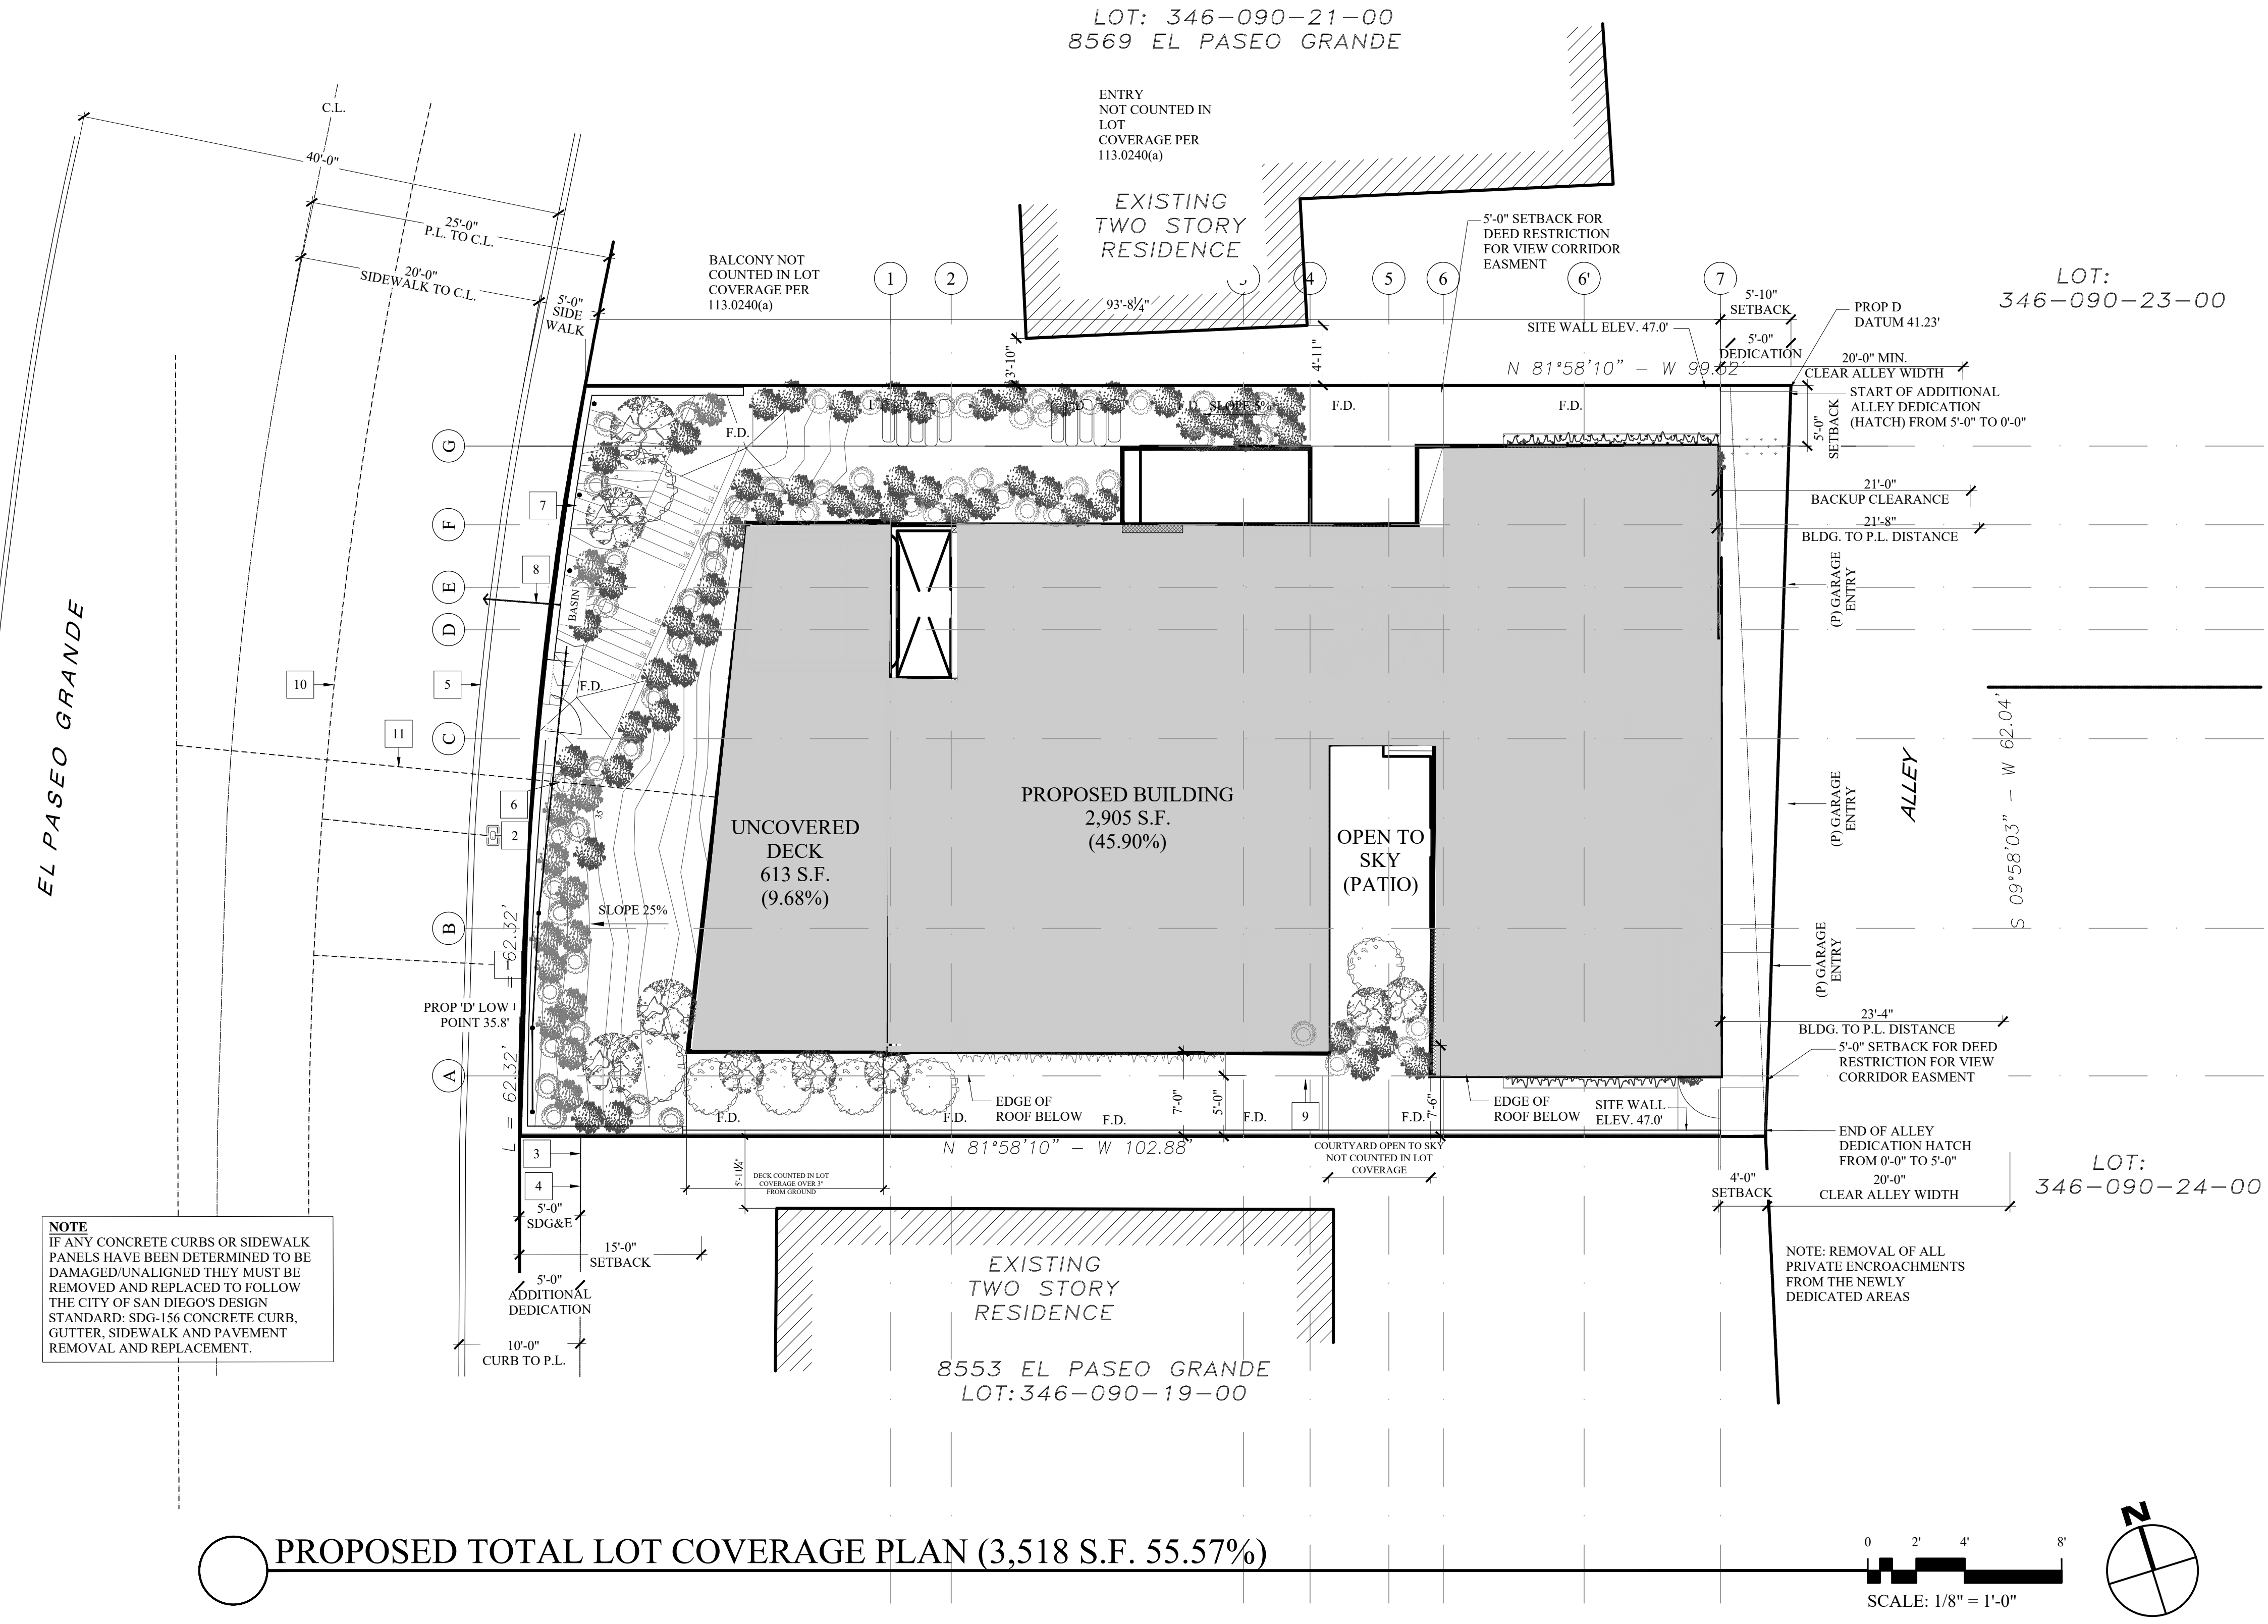 LOT: 346-090-21-00
8569 EL PASEO GRANDE
ENTRY
NOT COUNTED IN
LOT
COVERAGE PER
113.0240(a)
EXISTING
TWO STORY
RESIDENCE
C.L.
40'-0"
25'-0"
P.L. TO C.L.
20'-0"
SIDEWALK TO C.L.
5'-0"
SIDE
WALK
BALCONY NOT
COUNTED IN LOT
COVERAGE PER
113.0240(a)
5'-0" SETBACK FOR
DEED RESTRICTION
FOR VIEW CORRIDOR
EASMENT
1
2
4
5
6
6'
7
93'-8¼"
3'-10"
4'-11"
LOT:
346-090-23-00
5'-10"
SETBACK
PROP D
DATUM 41.23'
SITE WALL ELEV. 47.0'
5'-0"
DEDICATION
N 81°58'10" - W 99.62'
20'-0" MIN.
CLEAR ALLEY WIDTH
START OF ADDITIONAL
ALLEY DEDICATION
(HATCH) FROM 5'-0" TO 0'-0"
5'-0"
SETBACK
F.D.
SLOPE 5%
F.D.
F.D.
F.D.
G
F
E
D
C
B
A
21'-0"
BACKUP CLEARANCE
21'-8"
BLDG. TO P.L. DISTANCE
7
8
BASIN
10
5
F.D.
11
6
2
EL PASEO GRANDE
(P) GARAGE
ENTRY
(P) GARAGE
ENTRY
(P) GARAGE
ENTRY
ALLEY
S 09°58'03" - W 62.04'
UNCOVERED
DECK
613 S.F.
(9.68%)
PROPOSED BUILDING
2,905 S.F.
(45.90%)
OPEN TO
SKY
(PATIO)
35'
SLOPE 25%
1
L = 62.32'
= 62.32'
PROP 'D' LOW
POINT 35.8'
23'-4"
BLDG. TO P.L. DISTANCE
5'-0" SETBACK FOR DEED
RESTRICTION FOR VIEW
CORRIDOR EASMENT
EDGE OF
ROOF BELOW
7'-0"
5'-0"
9
7'-6"
EDGE OF
ROOF BELOW
SITE WALL
ELEV. 47.0'
F.D.
F.D.
F.D.
F.D.
F.D.
N 81°58'10" - W 102.88'
COURTYARD OPEN TO SKY
NOT COUNTED IN LOT
COVERAGE
END OF ALLEY
DEDICATION HATCH
FROM 0'-0" TO 5'-0"
3
4
5'-11¼"
DECK COUNTED IN LOT
COVERAGE OVER 3"
FROM GROUND
4'-0"
SETBACK
20'-0"
CLEAR ALLEY WIDTH
LOT:
346-090-24-00
5'-0"
SDG&E
15'-0"
SETBACK
5'-0"
ADDITIONAL
DEDICATION
10'-0"
CURB TO P.L.
NOTE
IF ANY CONCRETE CURBS OR SIDEWALK
PANELS HAVE BEEN DETERMINED TO BE
DAMAGED/UNALIGNED THEY MUST BE
REMOVED AND REPLACED TO FOLLOW
THE CITY OF SAN DIEGO'S DESIGN
STANDARD: SDG-156 CONCRETE CURB,
GUTTER, SIDEWALK AND PAVEMENT
REMOVAL AND REPLACEMENT.
EXISTING
TWO STORY
RESIDENCE
8553 EL PASEO GRANDE
LOT:346-090-19-00
NOTE: REMOVAL OF ALL
PRIVATE ENCROACHMENTS
FROM THE NEWLY
DEDICATED AREAS
PROPOSED TOTAL LOT COVERAGE PLAN (3,518 S.F. 55.57%)
0 2' 4' 8'
SCALE: 1/8" = 1'-0"
N